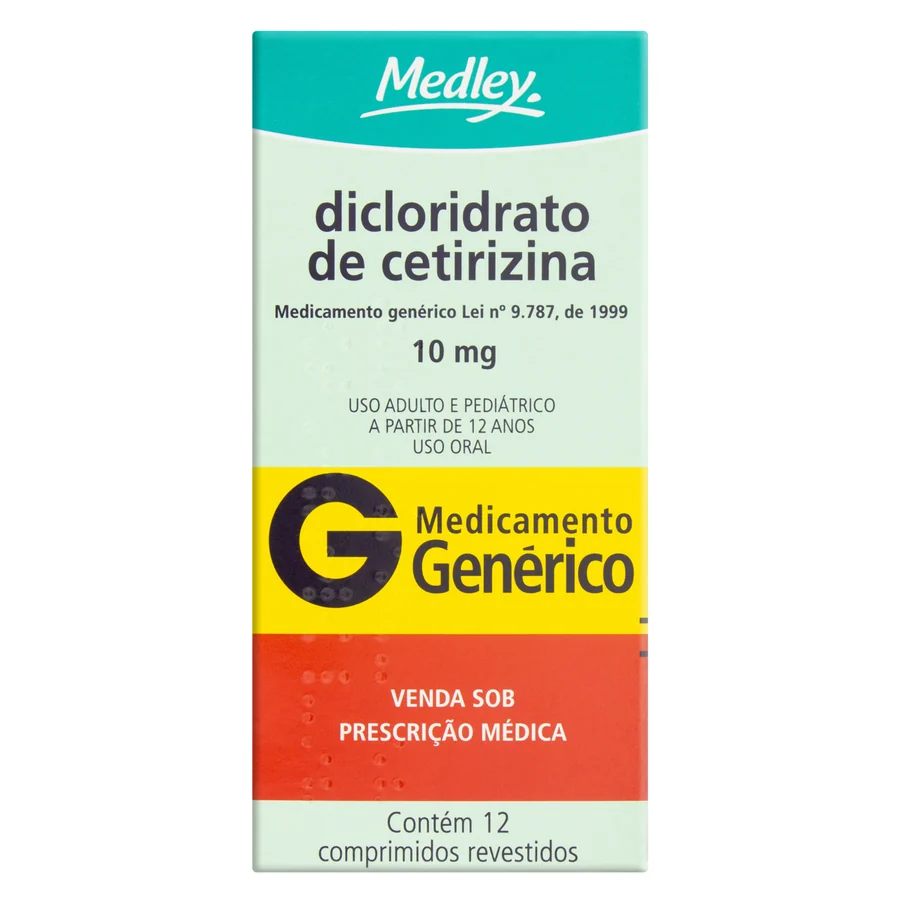 Medley.
dicloridrato
de cetirizina
Medicamento genérico Lei nº 9.787, de 1999
10 mg
USO ADULTO E PEDIÁTRICO
A PARTIR DE 12 ANOS
USO ORAL
G Medicamento
Genérico
VENDA SOB
PRESCRIÇÃO MÉDICA
Contém 12
comprimidos revestidos